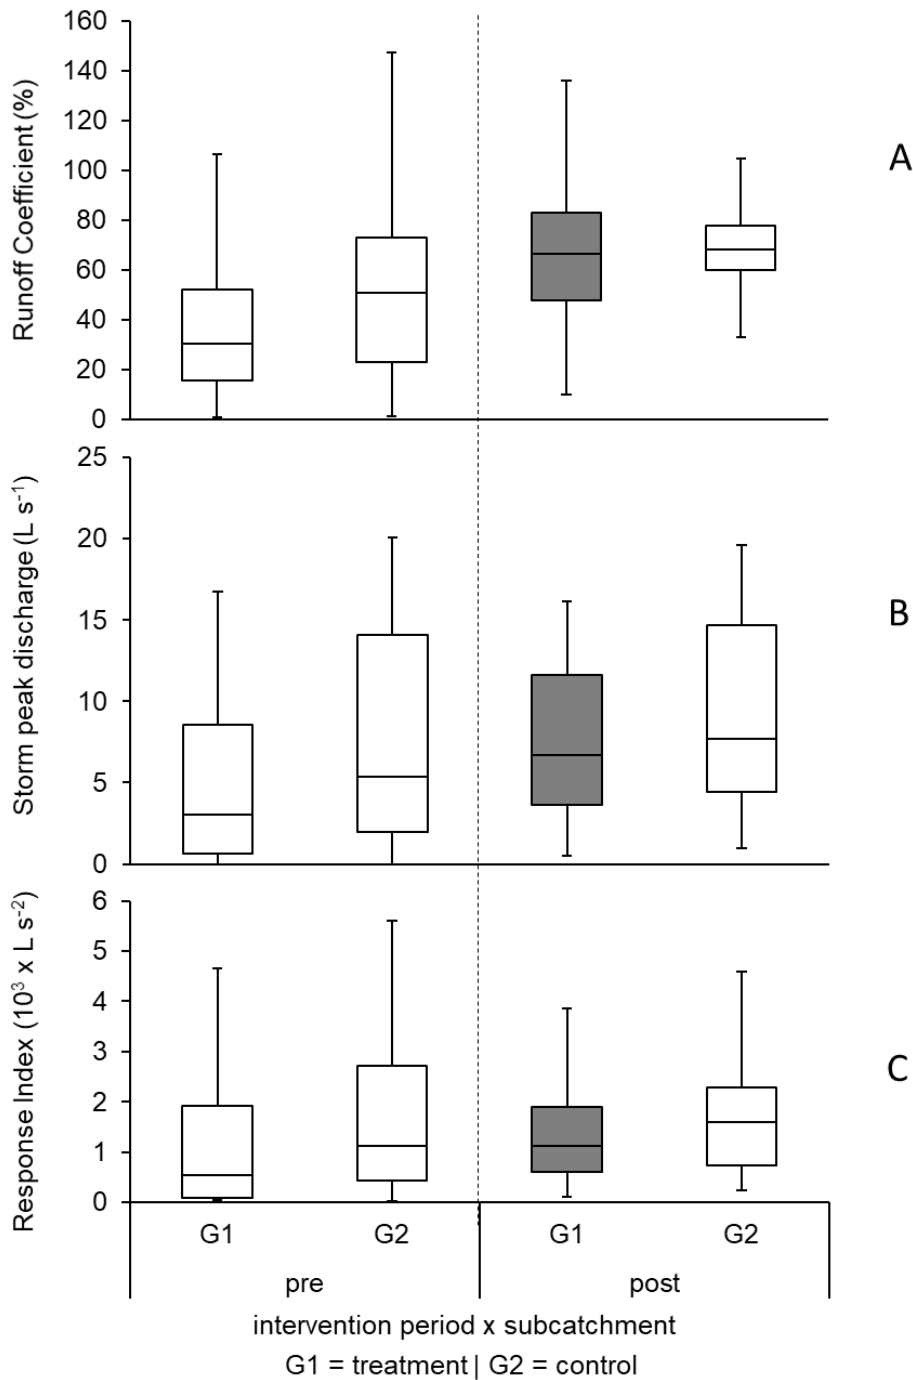 Runoff Coefficient (%)
160
140
120
100
80
60
40
20
0
A
Storm peak discharge (L s⁻¹)
25
20
15
10
5
0
B
Response Index (10³ x L s⁻²)
6
5
4
3
2
1
0
C
G1 G2 G1 G2
pre post
intervention period x subcatchment
G1 = treatment | G2 = control